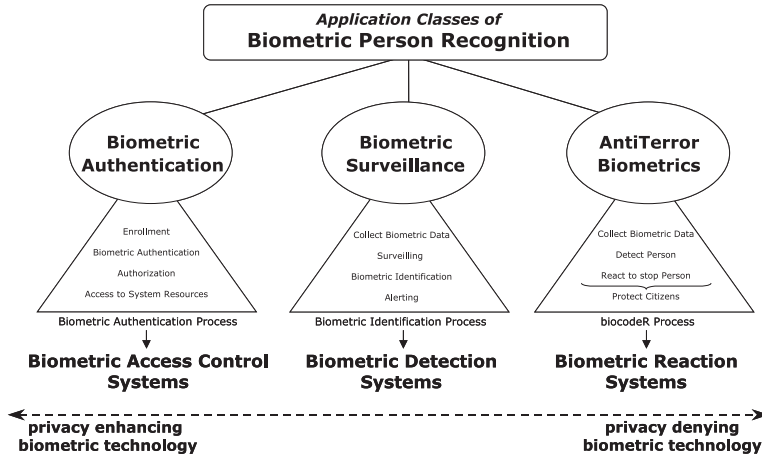 Application Classes of
Biometric Person Recognition
Biometric
Authentication
Enrollment
Biometric Authentication
Authorization
Access to System Resources
Biometric Authentication Process
Biometric Access Control
Systems
Biometric
Surveillance
Collect Biometric Data
Surveilling
Biometric Identification
Alerting
Biometric Identification Process
Biometric Detection
Systems
AntiTerror
Biometrics
Collect Biometric Data
Detect Person
React to stop Person
Protect Citizens
biocodeR Process
Biometric Reaction
Systems
privacy enhancing
biometric technology
privacy denying
biometric technology